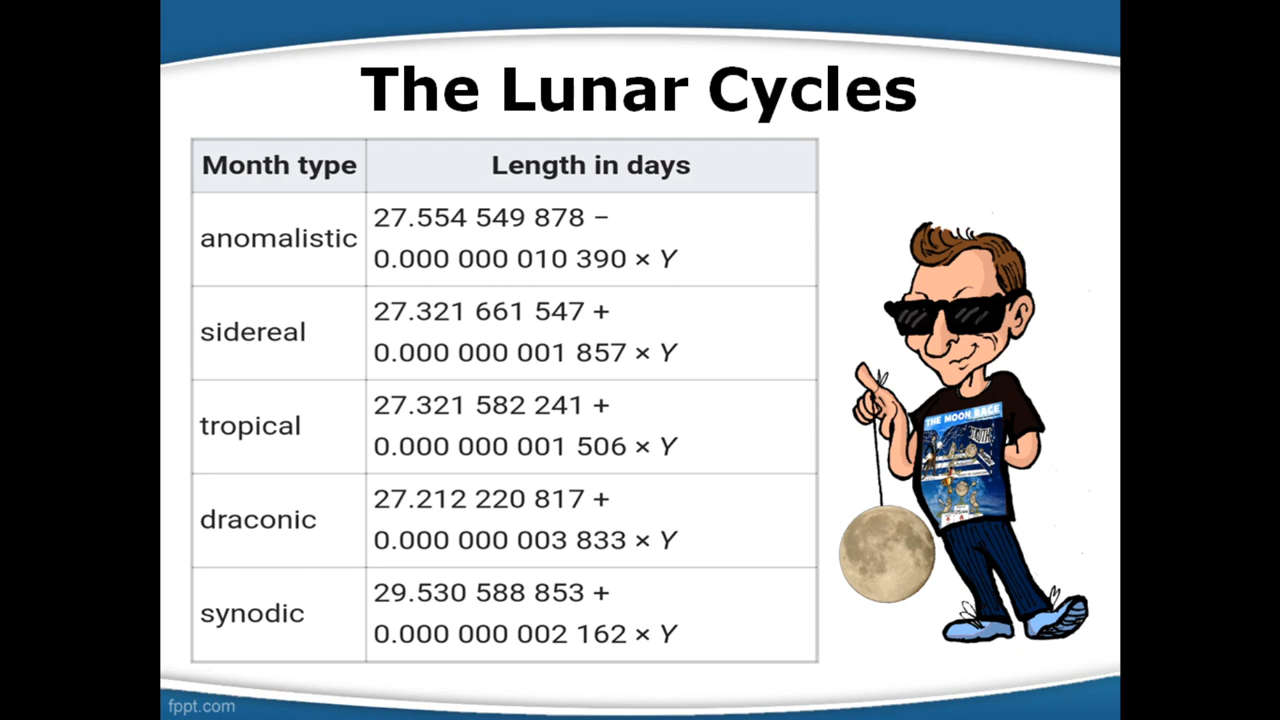 The Lunar Cycles
Month type
Length in days
anomalistic
27.554 549 878 −
0.000 000 010 390 × Y
sidereal
27.321 661 547 +
0.000 000 001 857 × Y
tropical
27.321 582 241 +
0.000 000 001 506 × Y
draconic
27.212 220 817 +
0.000 000 003 833 × Y
synodic
29.530 588 853 +
0.000 000 002 162 × Y
THE MOON RACE
TRUTH
fppt.com